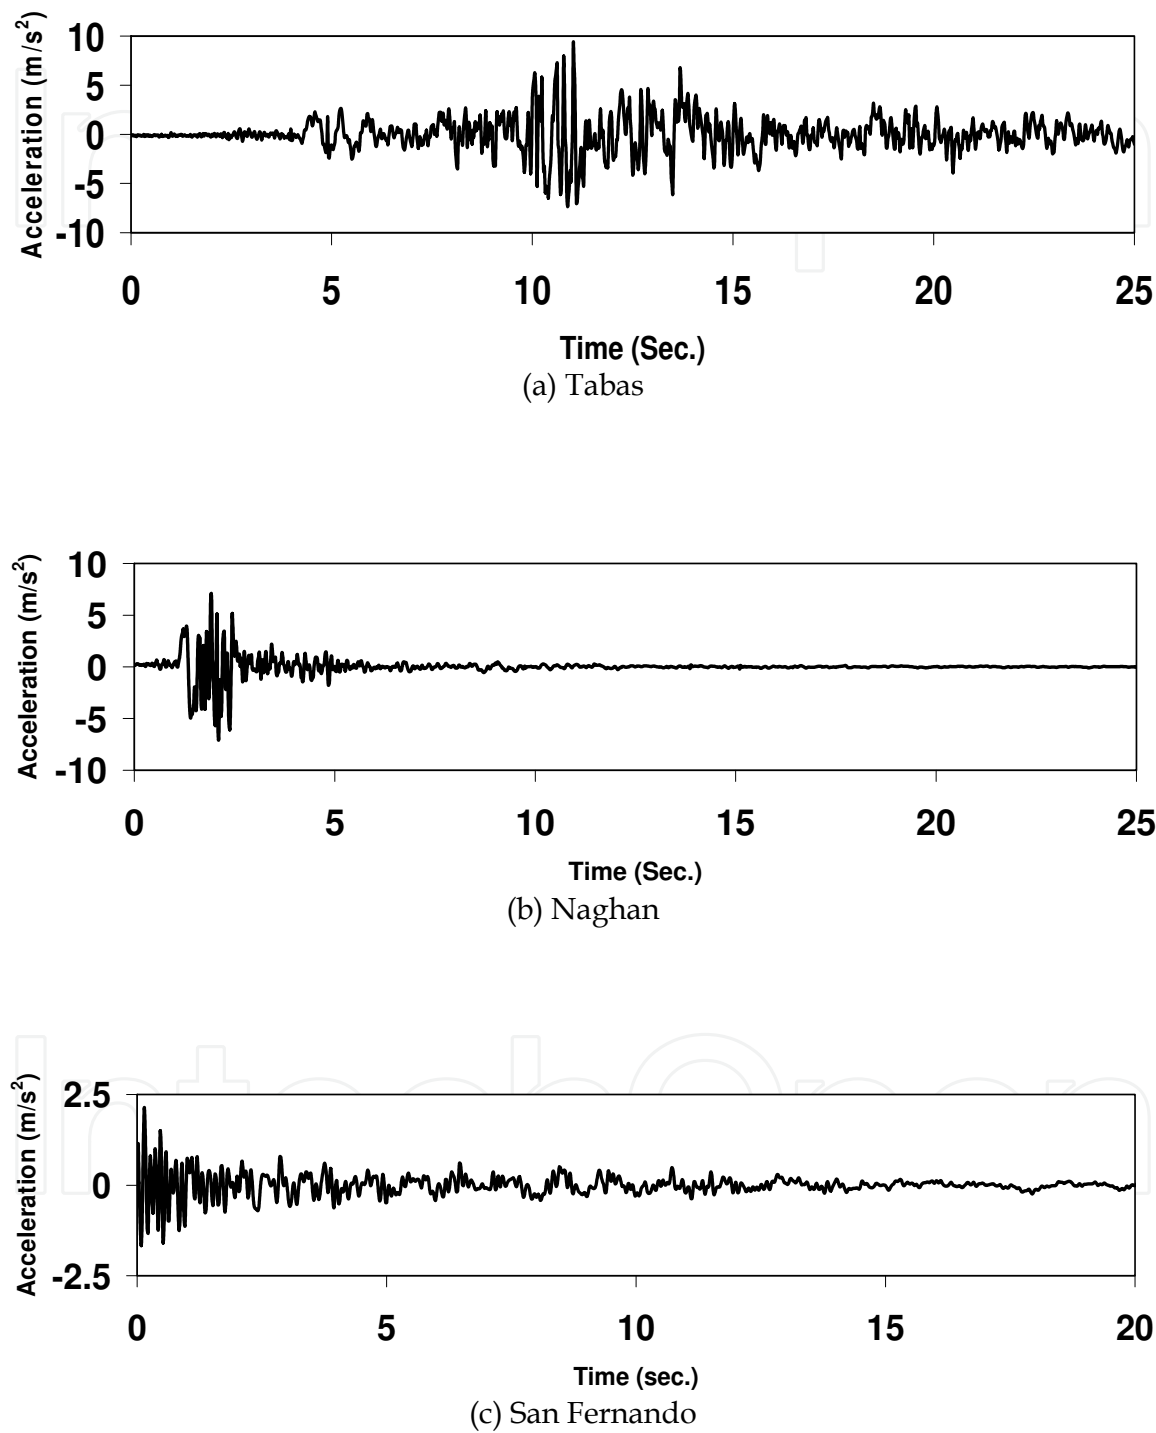 Acceleration (m/s²)
10
5
0
-5
-10
0 5 10 15 20 25
Time (Sec.)
(a) Tabas
Acceleration (m/s²)
10
5
0
-5
-10
0 5 10 15 20 25
Time (Sec.)
(b) Naghan
IntechOpen
Acceleration (m/s²)
2.5
0
-2.5
0 5 10 15 20
Time (sec.)
(c) San Fernando